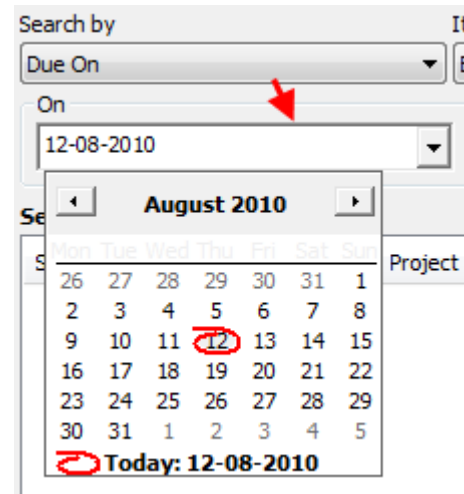 Search by
Due On
On
12-08-2010
August 2010
Mon Tue Wed Thu Fri Sat Sun
Project
26 27 28 29 30 31 1
2 3 4 5 6 7 8
9 10 11 12 13 14 15
16 17 18 19 20 21 22
23 24 25 26 27 28 29
30 31 1 2 3 4 5
Today: 12-08-2010